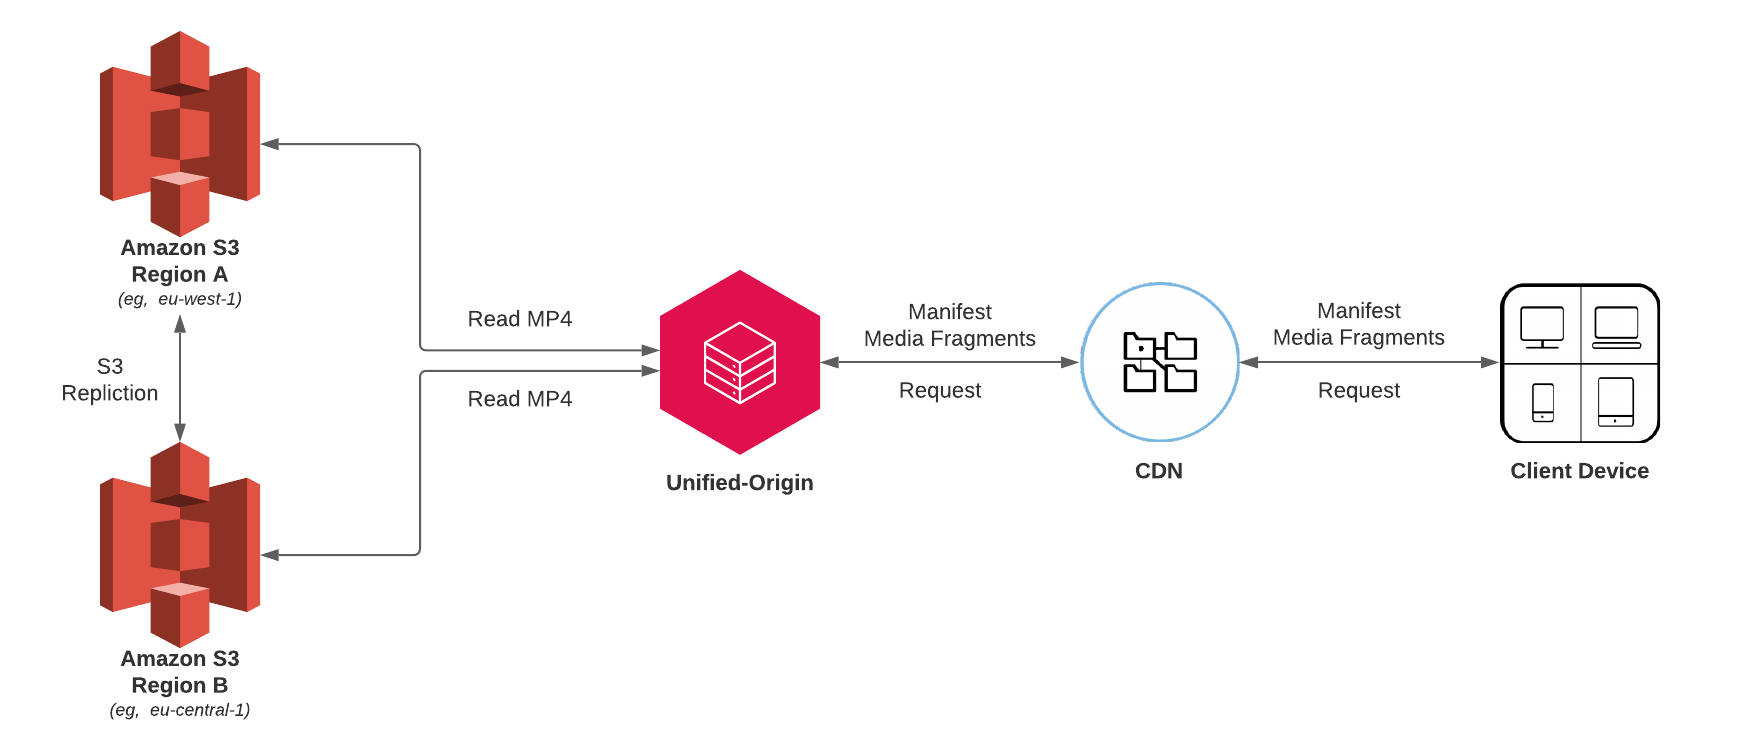 Amazon S3
Region A
(eg, eu-west-1)
S3
Repliction
Amazon S3
Region B
(eg, eu-central-1)
Read MP4
Read MP4
Unified-Origin
Manifest
Media Fragments
Request
CDN
Manifest
Media Fragments
Request
Client Device